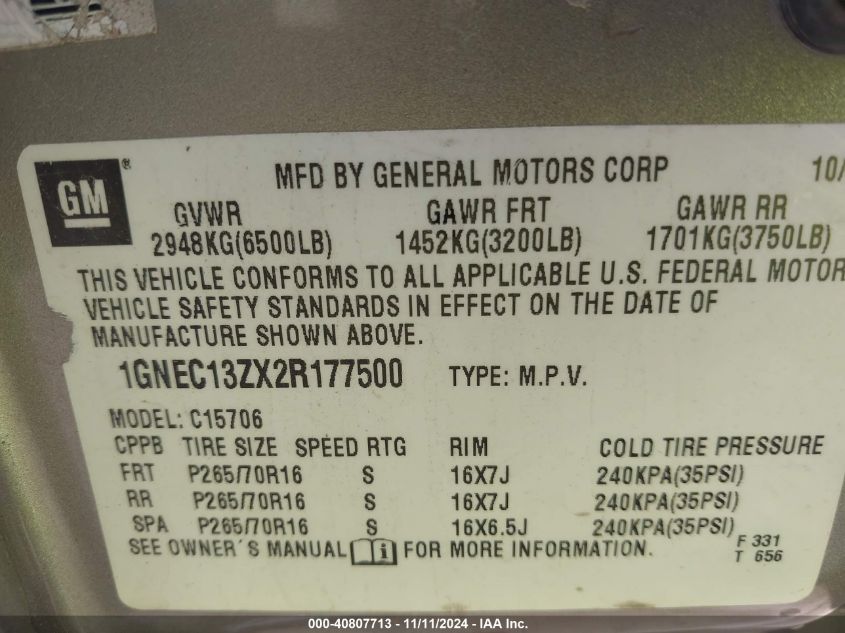 GM ® MFD BY GENERAL MOTORS CORP 10/
GVWR GAWR FRT GAWR RR
2948KG(6500LB) 1452KG(3200LB) 1701KG(3750LB)
THIS VEHICLE CONFORMS TO ALL APPLICABLE U.S. FEDERAL MOTOR
VEHICLE SAFETY STANDARDS IN EFFECT ON THE DATE OF
MANUFACTURE SHOWN ABOVE.
1GNEC13ZX2R177500 TYPE: M.P.V.
MODEL: C15706
CPPB TIRE SIZE SPEED RTG RIM COLD TIRE PRESSURE
FRT P265/70R16 S 16X7J 240KPA(35PSI)
RR P265/70R16 S 16X7J 240KPA(35PSI)
SPA P265/70R16 S 16X6.5J 240KPA(35PSI)
SEE OWNER'S MANUAL i FOR MORE INFORMATION. F 331
T 656
000-40807713 - 11/11/2024 - IAA Inc.